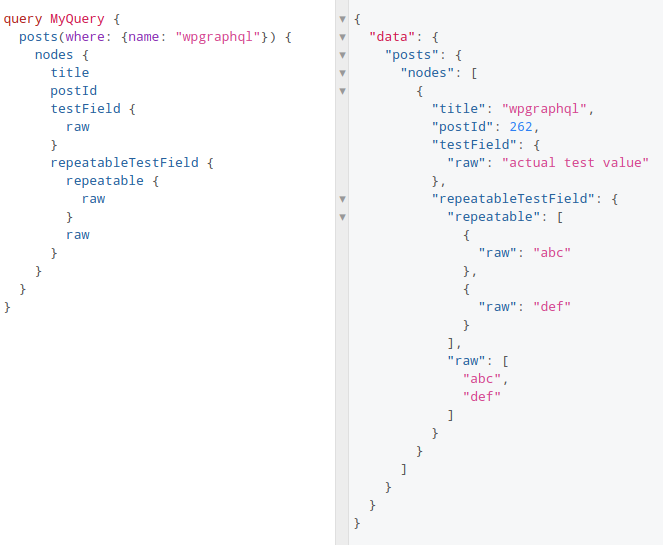 query MyQuery {
  posts(where: {name: "wpgraphql"}) {
    nodes {
      title
      postId
      testField {
        raw
      }
      repeatableTestField {
        repeatable {
          raw
        }
        raw
      }
    }
  }
}
{
  "data": {
    "posts": {
      "nodes": [
        {
          "title": "wpgraphql",
          "postId": 262,
          "testField": {
            "raw": "actual test value"
          },
          "repeatableTestField": {
            "repeatable": [
              {
                "raw": "abc"
              },
              {
                "raw": "def"
              }
            ],
            "raw": [
              "abc",
              "def"
            ]
          }
        }
      ]
    }
  }
}